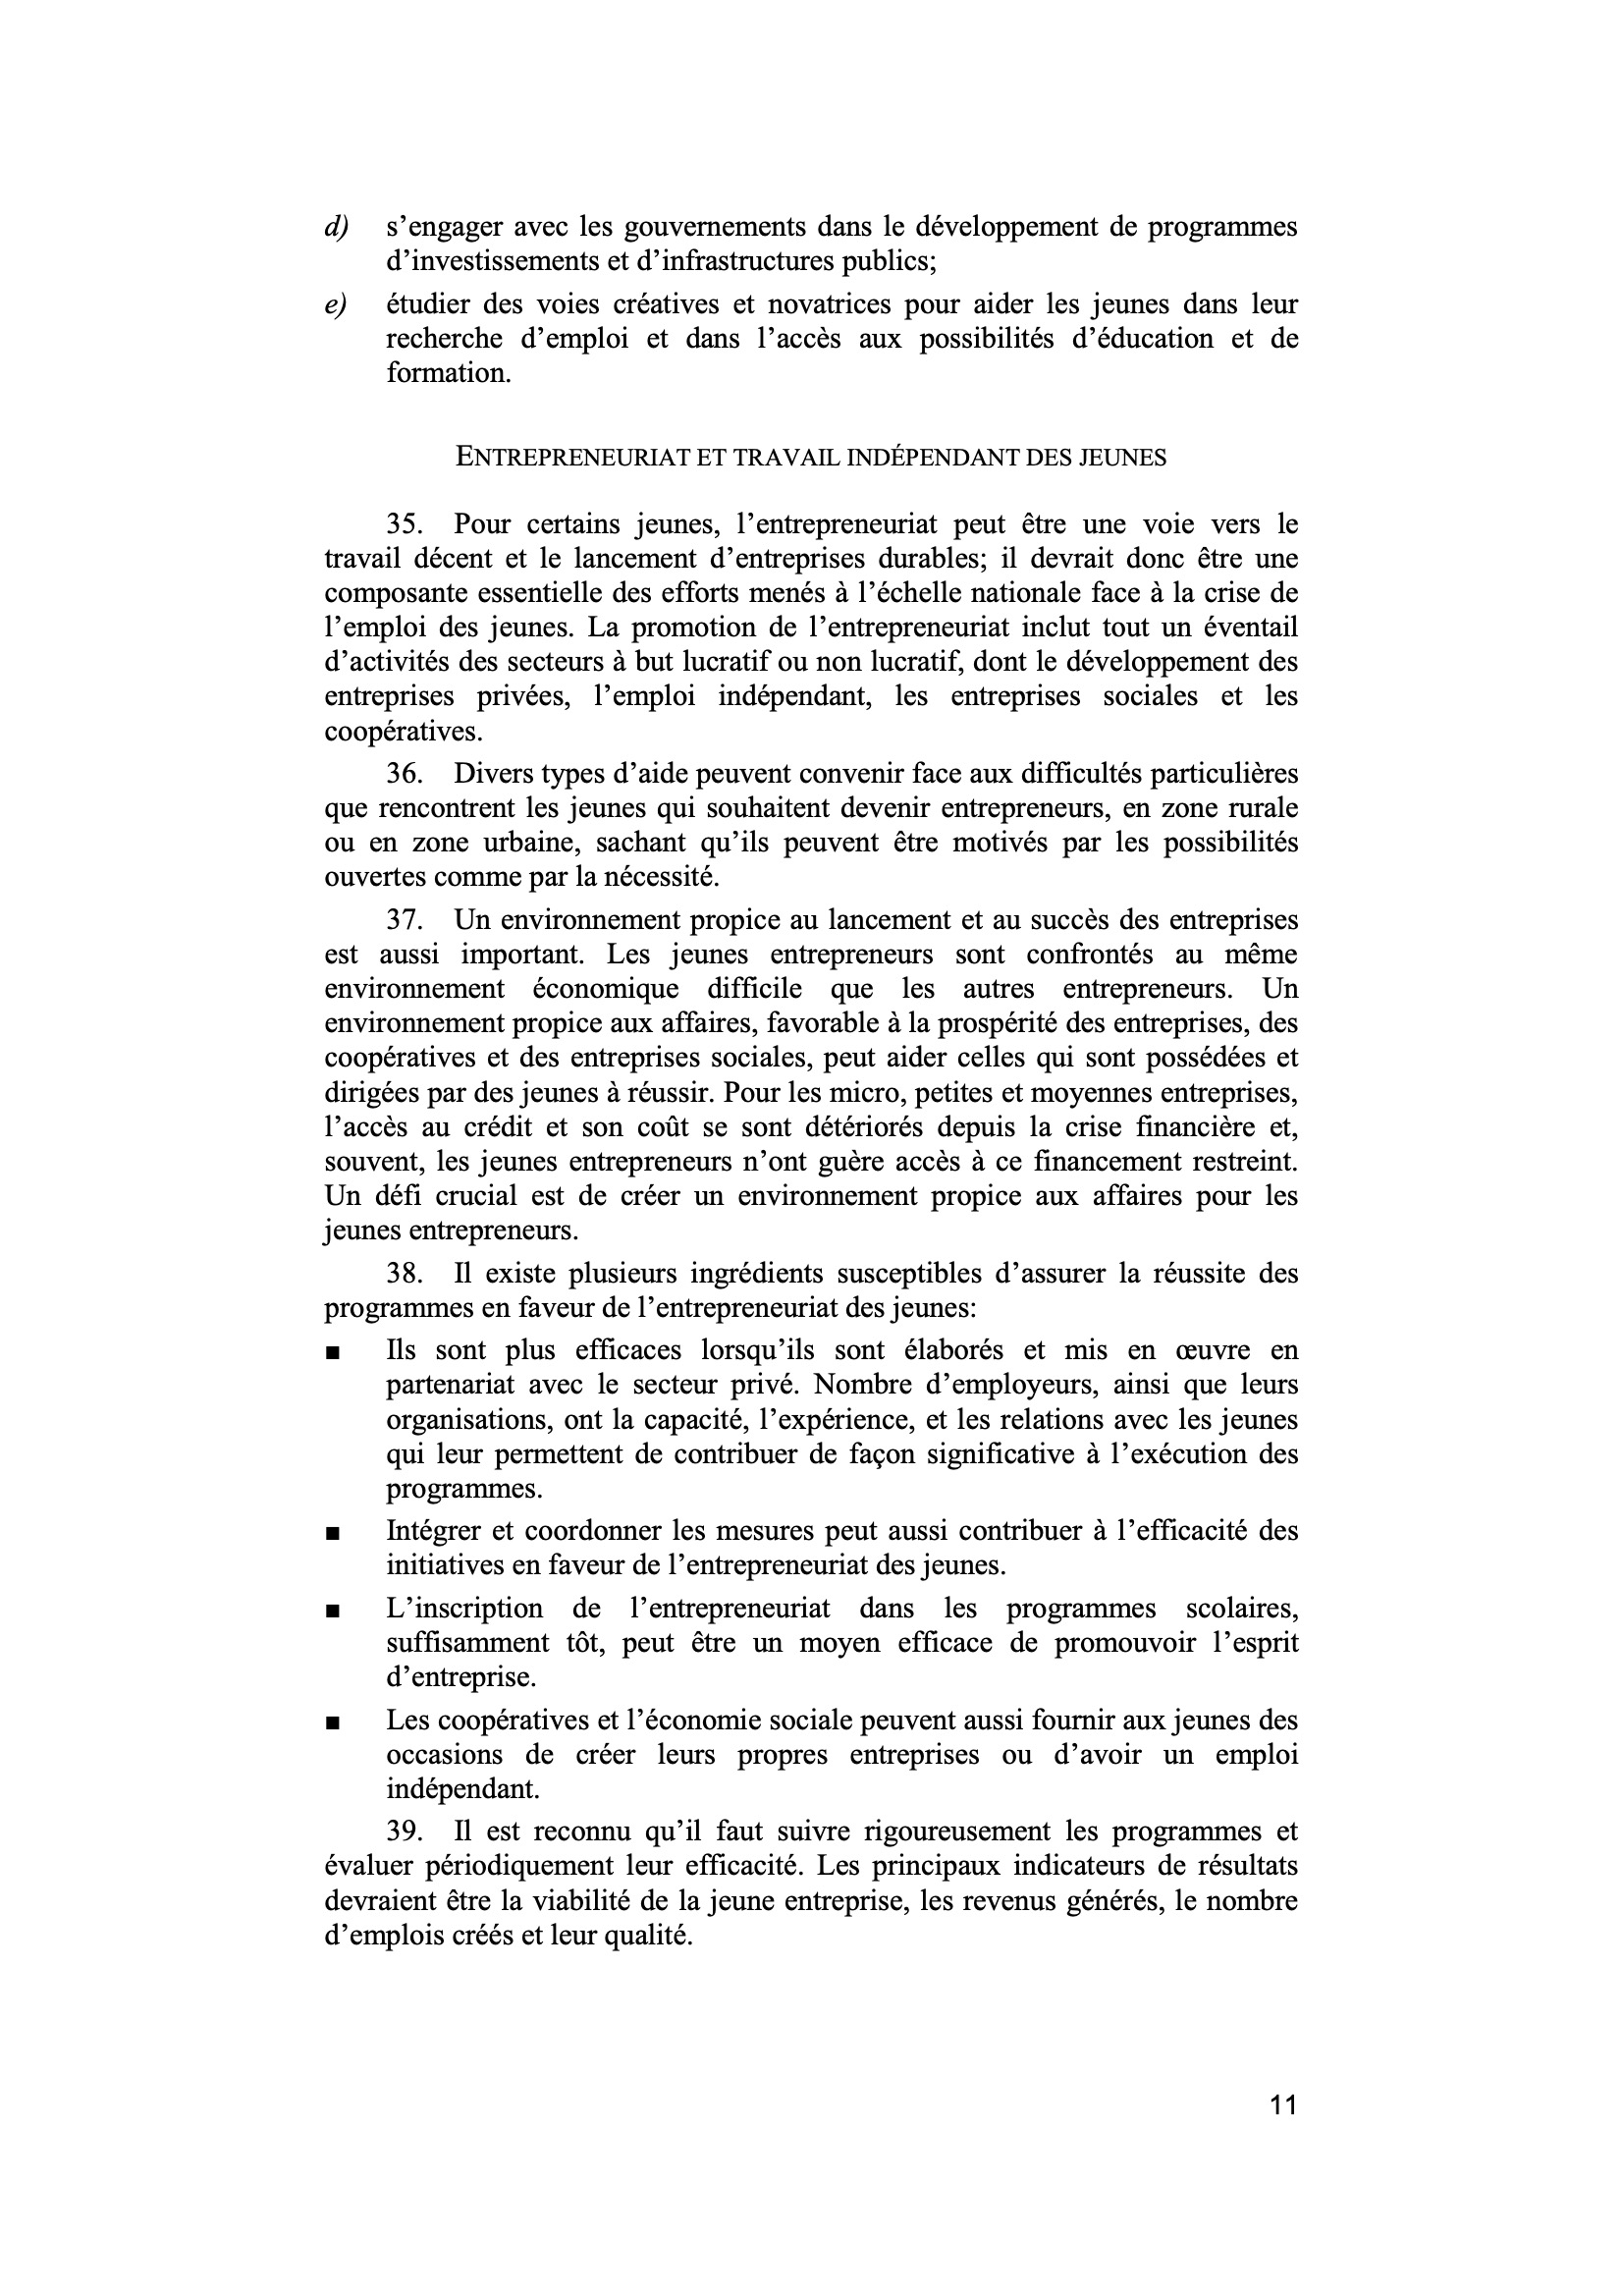 d) s’engager avec les gouvernements dans le développement de programmes
d’investissements et d’infrastructures publics;
e) étudier des voies créatives et novatrices pour aider les jeunes dans leur
recherche d’emploi et dans l’accès aux possibilités d’éducation et de
formation.
ENTREPRENEURIAT ET TRAVAIL INDÉPENDANT DES JEUNES
35. Pour certains jeunes, l’entrepreneuriat peut être une voie vers le
travail décent et le lancement d’entreprises durables; il devrait donc être une
composante essentielle des efforts menés à l’échelle nationale face à la crise de
l’emploi des jeunes. La promotion de l’entrepreneuriat inclut tout un éventail
d’activités des secteurs à but lucratif ou non lucratif, dont le développement des
entreprises privées, l’emploi indépendant, les entreprises sociales et les
coopératives.
36. Divers types d’aide peuvent convenir face aux difficultés particulières
que rencontrent les jeunes qui souhaitent devenir entrepreneurs, en zone rurale
ou en zone urbaine, sachant qu’ils peuvent être motivés par les possibilités
ouvertes comme par la nécessité.
37. Un environnement propice au lancement et au succès des entreprises
est aussi important. Les jeunes entrepreneurs sont confrontés au même
environnement économique difficile que les autres entrepreneurs. Un
environnement propice aux affaires, favorable à la prospérité des entreprises, des
coopératives et des entreprises sociales, peut aider celles qui sont possédées et
dirigées par des jeunes à réussir. Pour les micro, petites et moyennes entreprises,
l’accès au crédit et son coût se sont détériorés depuis la crise financière et,
souvent, les jeunes entrepreneurs n’ont guère accès à ce financement restreint.
Un défi crucial est de créer un environnement propice aux affaires pour les
jeunes entrepreneurs.
38. Il existe plusieurs ingrédients susceptibles d’assurer la réussite des
programmes en faveur de l’entrepreneuriat des jeunes:
■ Ils sont plus efficaces lorsqu’ils sont élaborés et mis en œuvre en
partenariat avec le secteur privé. Nombre d’employeurs, ainsi que leurs
organisations, ont la capacité, l’expérience, et les relations avec les jeunes
qui leur permettent de contribuer de façon significative à l’exécution des
programmes.
■ Intégrer et coordonner les mesures peut aussi contribuer à l’efficacité des
initiatives en faveur de l’entrepreneuriat des jeunes.
■ L’inscription de l’entrepreneuriat dans les programmes scolaires,
suffisamment tôt, peut être un moyen efficace de promouvoir l’esprit
d’entreprise.
■ Les coopératives et l’économie sociale peuvent aussi fournir aux jeunes des
occasions de créer leurs propres entreprises ou d’avoir un emploi
indépendant.
39. Il est reconnu qu’il faut suivre rigoureusement les programmes et
évaluer périodiquement leur efficacité. Les principaux indicateurs de résultats
devraient être la viabilité de la jeune entreprise, les revenus générés, le nombre
d’emplois créés et leur qualité.
11